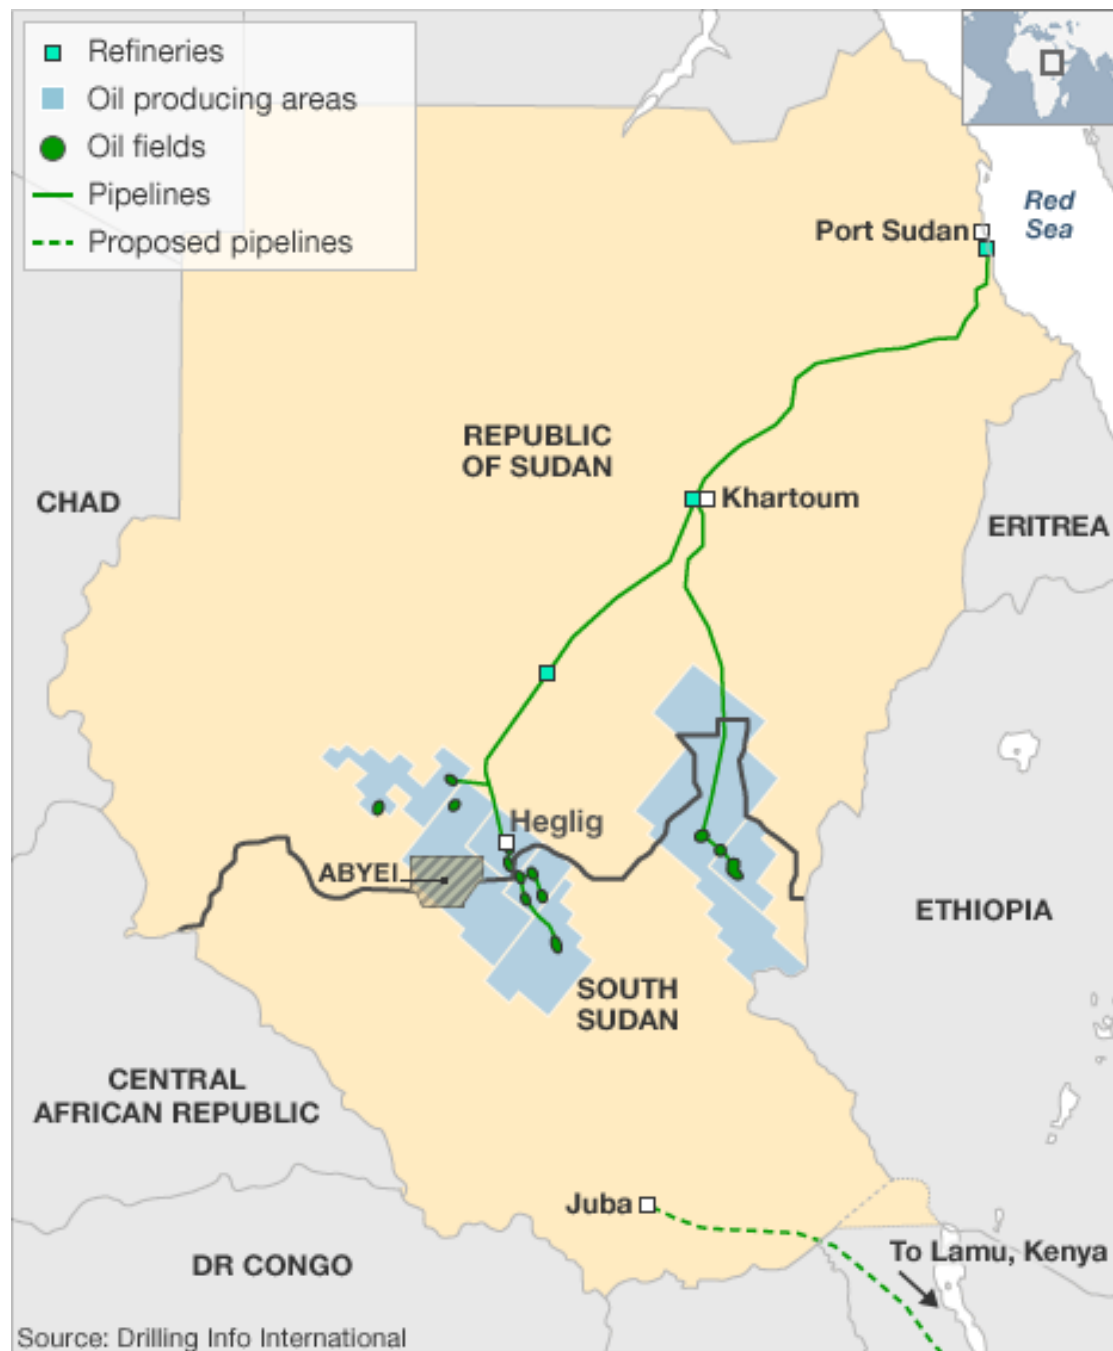 Refineries
Oil producing areas
Oil fields
Pipelines
Proposed pipelines
Red
Sea
Port Sudan
REPUBLIC
OF SUDAN
CHAD
Khartoum
ERITREA
Heglig
ABYEI
ETHIOPIA
SOUTH
SUDAN
CENTRAL
AFRICAN REPUBLIC
Juba
DR CONGO
To Lamu, Kenya
Source: Drilling Info International